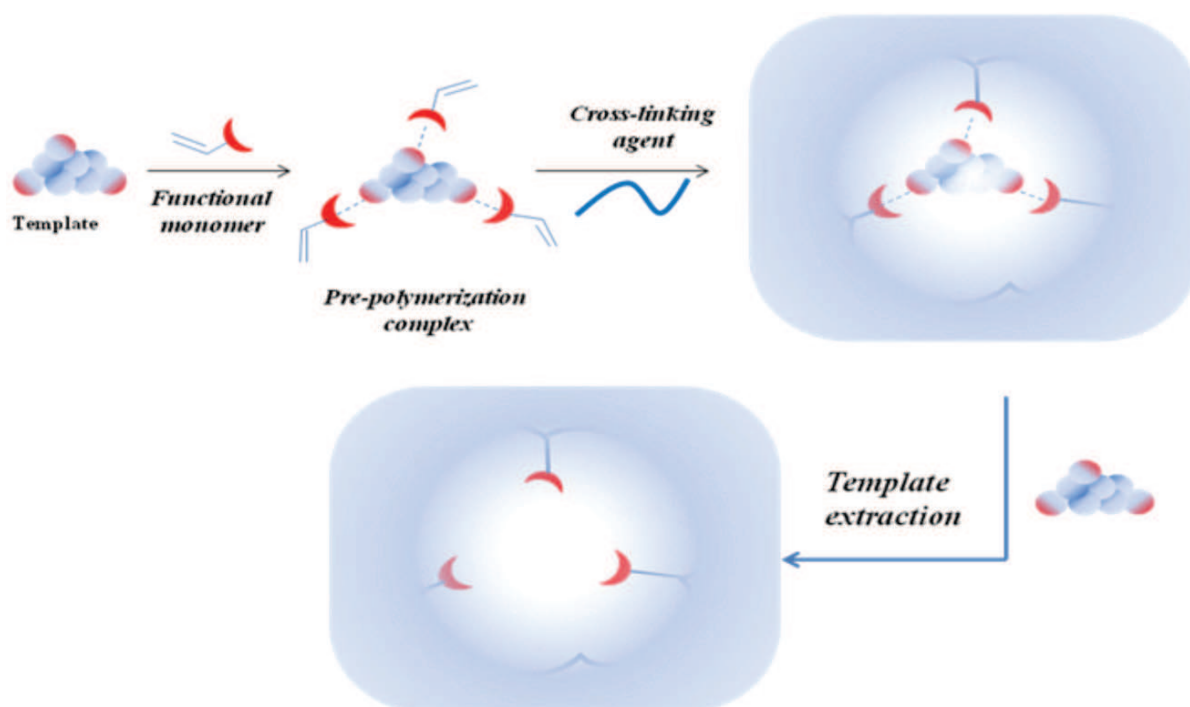 Template
Functional
monomer
Pre-polymerization
complex
Cross-linking
agent
Template
extraction